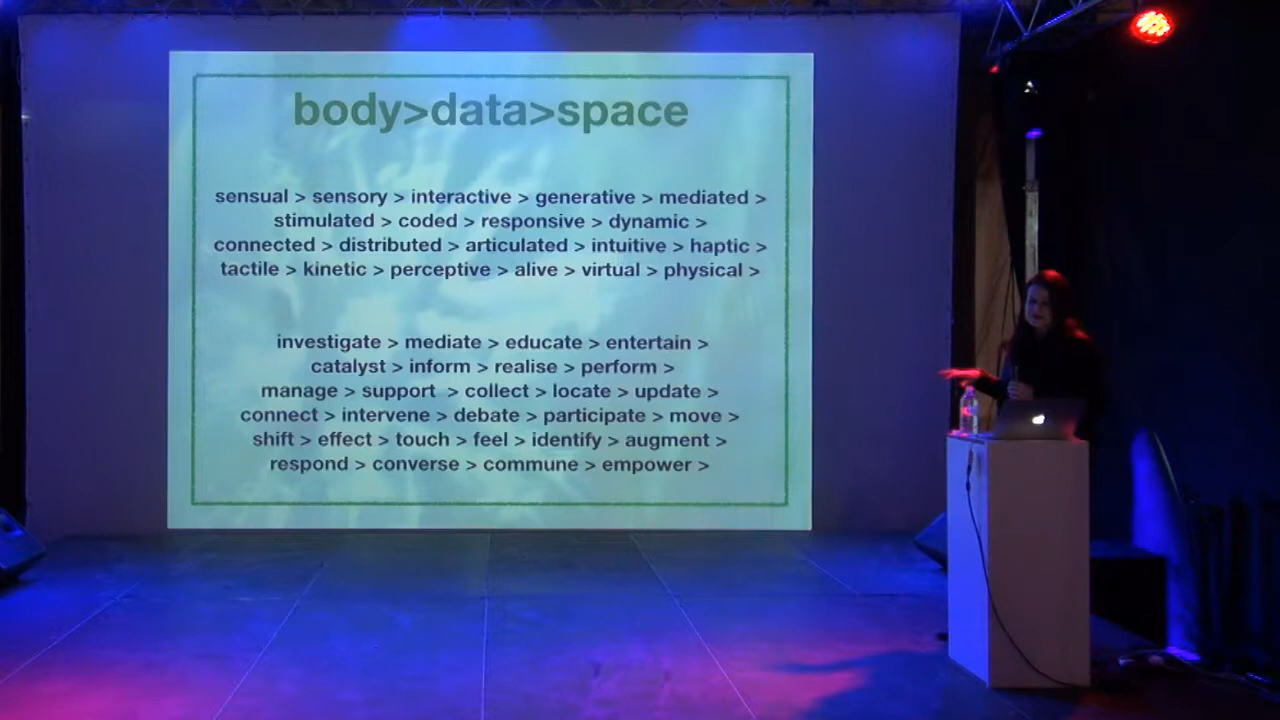 body>data>space
sensual > sensory > interactive > generative > mediated >
stimulated > coded > responsive > dynamic >
connected > distributed > articulated > intuitive > haptic >
tactile > kinetic > perceptive > alive > virtual > physical >
investigate > mediate > educate > entertain >
catalyst > inform > realise > perform >
manage > support > collect > locate > update >
connect > intervene > debate > participate > move >
shift > effect > touch > feel > identify > augment >
respond > converse > commune > empower >